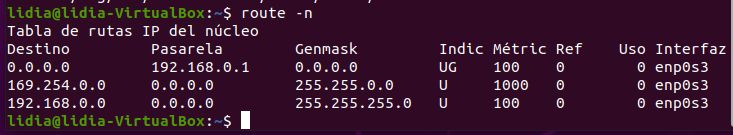 lidia@lidia-VirtualBox:~$ route -n
Tabla de rutas IP del núcleo
Destino Pasarela Genmask Indic Métric Ref Uso Interfaz
0.0.0.0 192.168.0.1 0.0.0.0 UG 100 0 0 enp0s3
169.254.0.0 0.0.0.0 255.255.0.0 U 1000 0 0 enp0s3
192.168.0.0 0.0.0.0 255.255.255.0 U 100 0 0 enp0s3
lidia@lidia-VirtualBox:~$